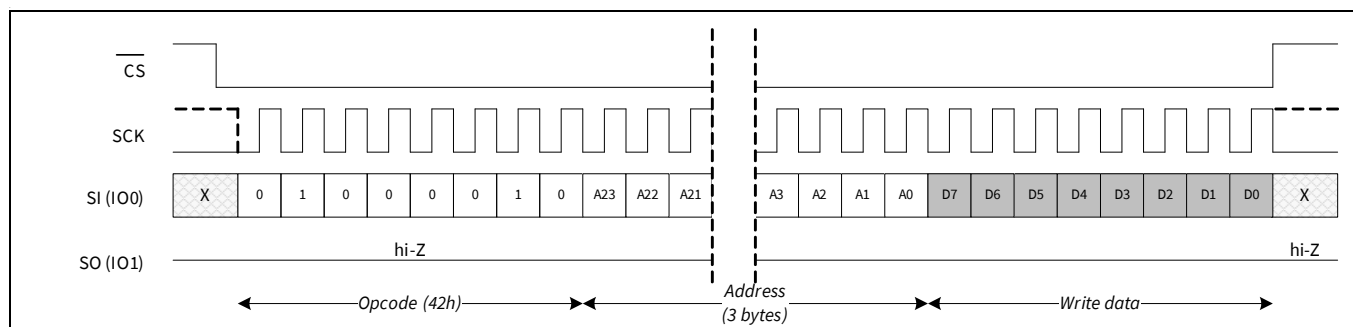 CS
SCK
SI (IO0) X 0 1 0 0 0 0 1 0 A23 A22 A21 A3 A2 A1 A0 D7 D6 D5 D4 D3 D2 D1 D0 X
hi-Z hi-Z
SO (IO1)
Opcode (42h) Address Write data
(3 bytes)